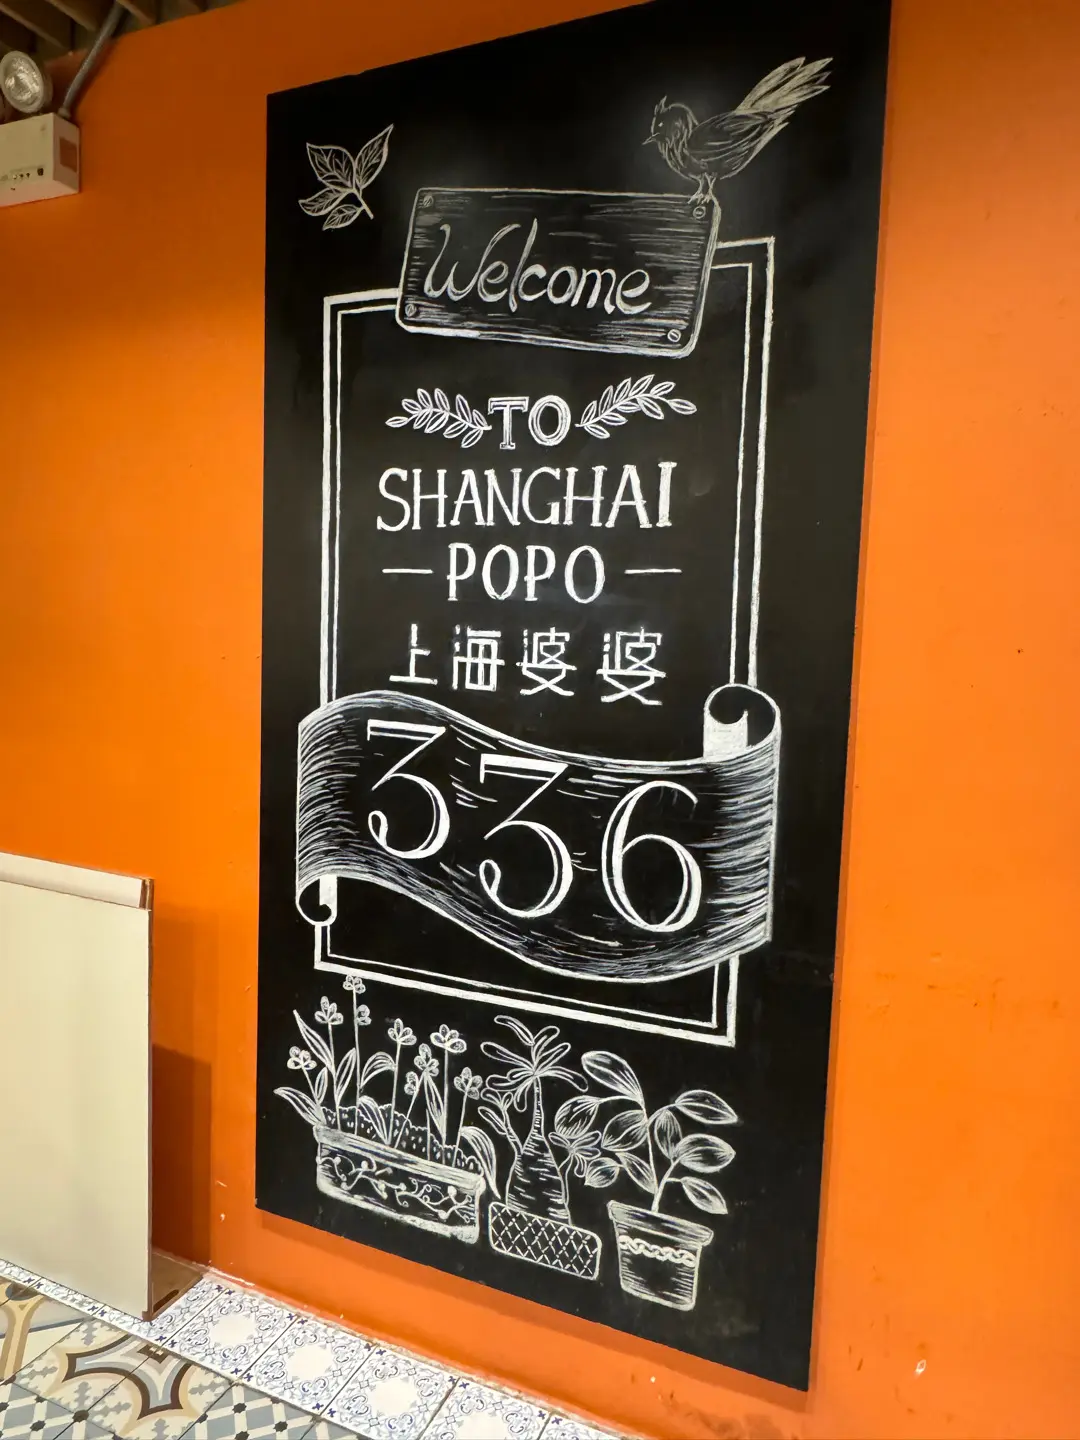 Welcome
TO
SHANGHAI
POPO
上海婆婆
336